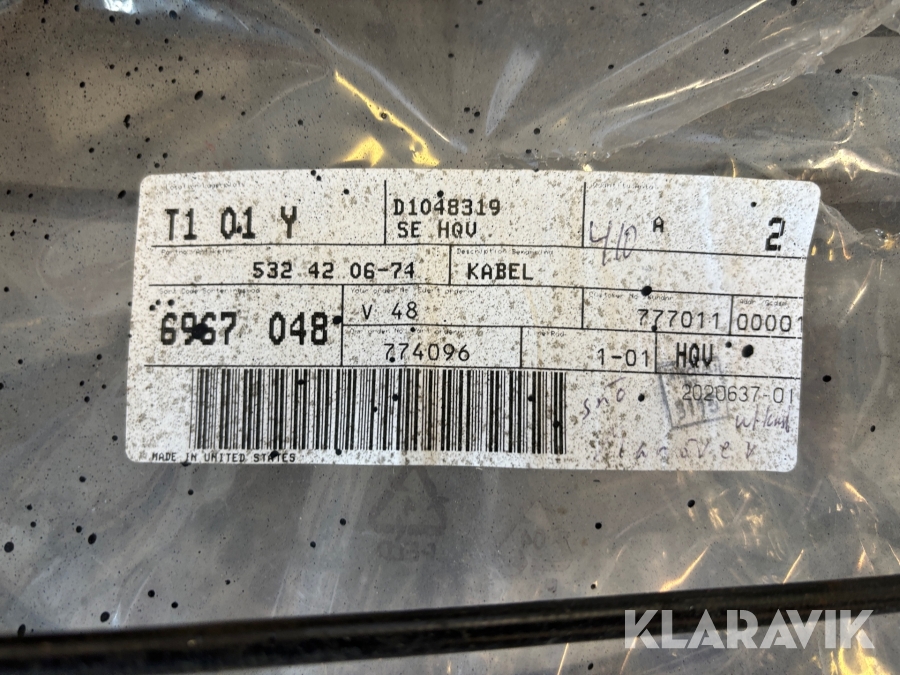 T1 01 Y
D1048319
SE HQV
A
2
532 42 06-74
KABEL
6967 048
V 48
777011
00001
774096
1-01
HQV
2020637-01
MADE IN UNITED STATES
KLARAVIK